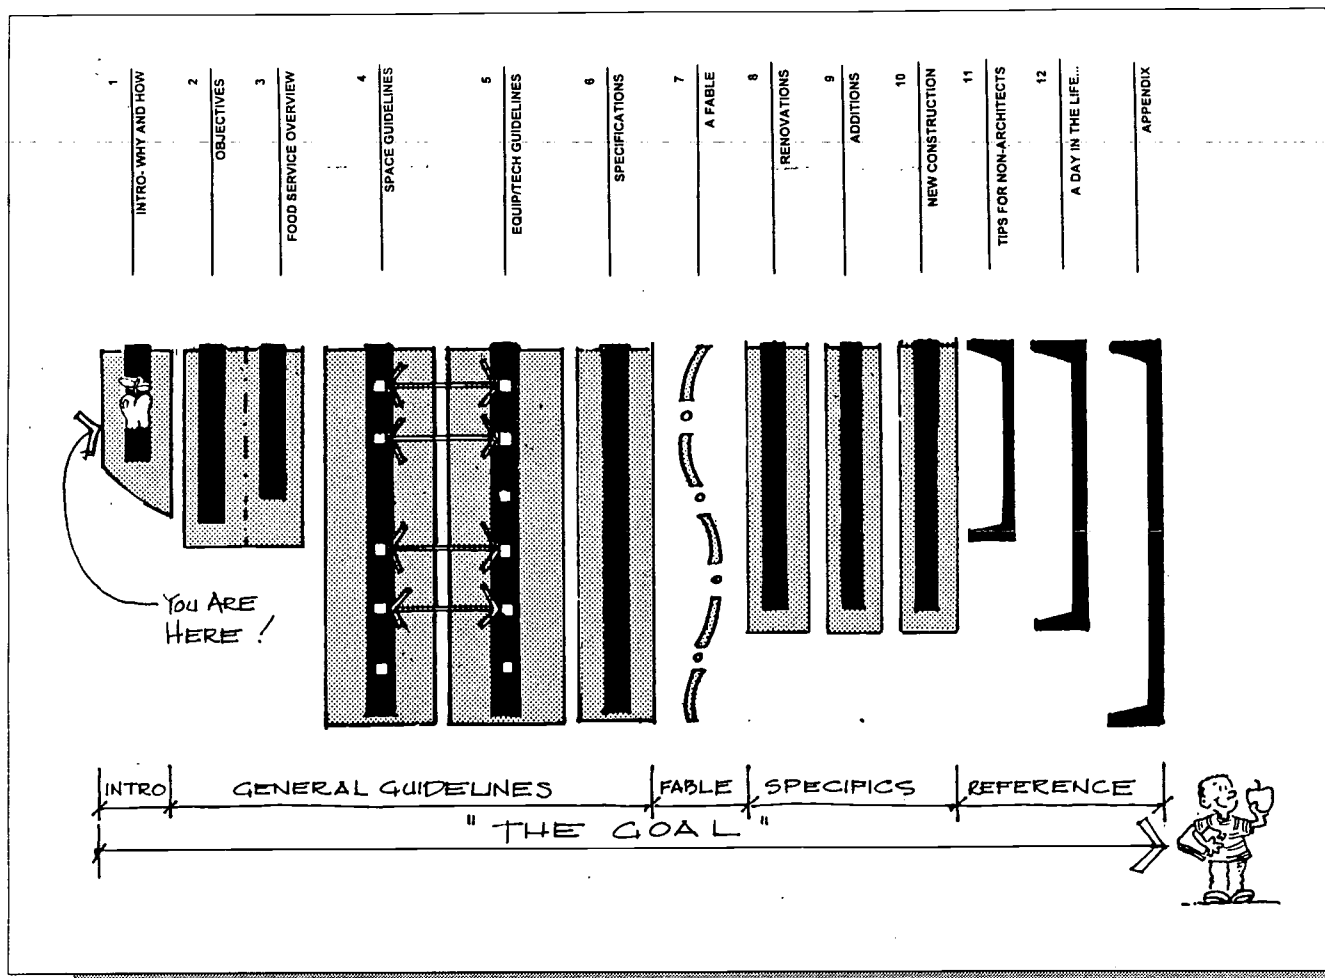 1
INTRO- WHY AND HOW
2
OBJECTIVES
3
FOOD SERVICE OVERVIEW
4
SPACE GUIDELINES
5
EQUIP/TECH GUIDELINES
6
SPECIFICATIONS
7
A FABLE
8
RENOVATIONS
9
ADDITIONS
10
NEW CONSTRUCTION
11
TIPS FOR NON-ARCHITECTS
12
A DAY IN THE LIFE...
APPENDIX
YOU ARE
HERE !
INTRO
GENERAL GUIDELINES
FABLE
SPECIFICS
REFERENCE
"THE GOAL"